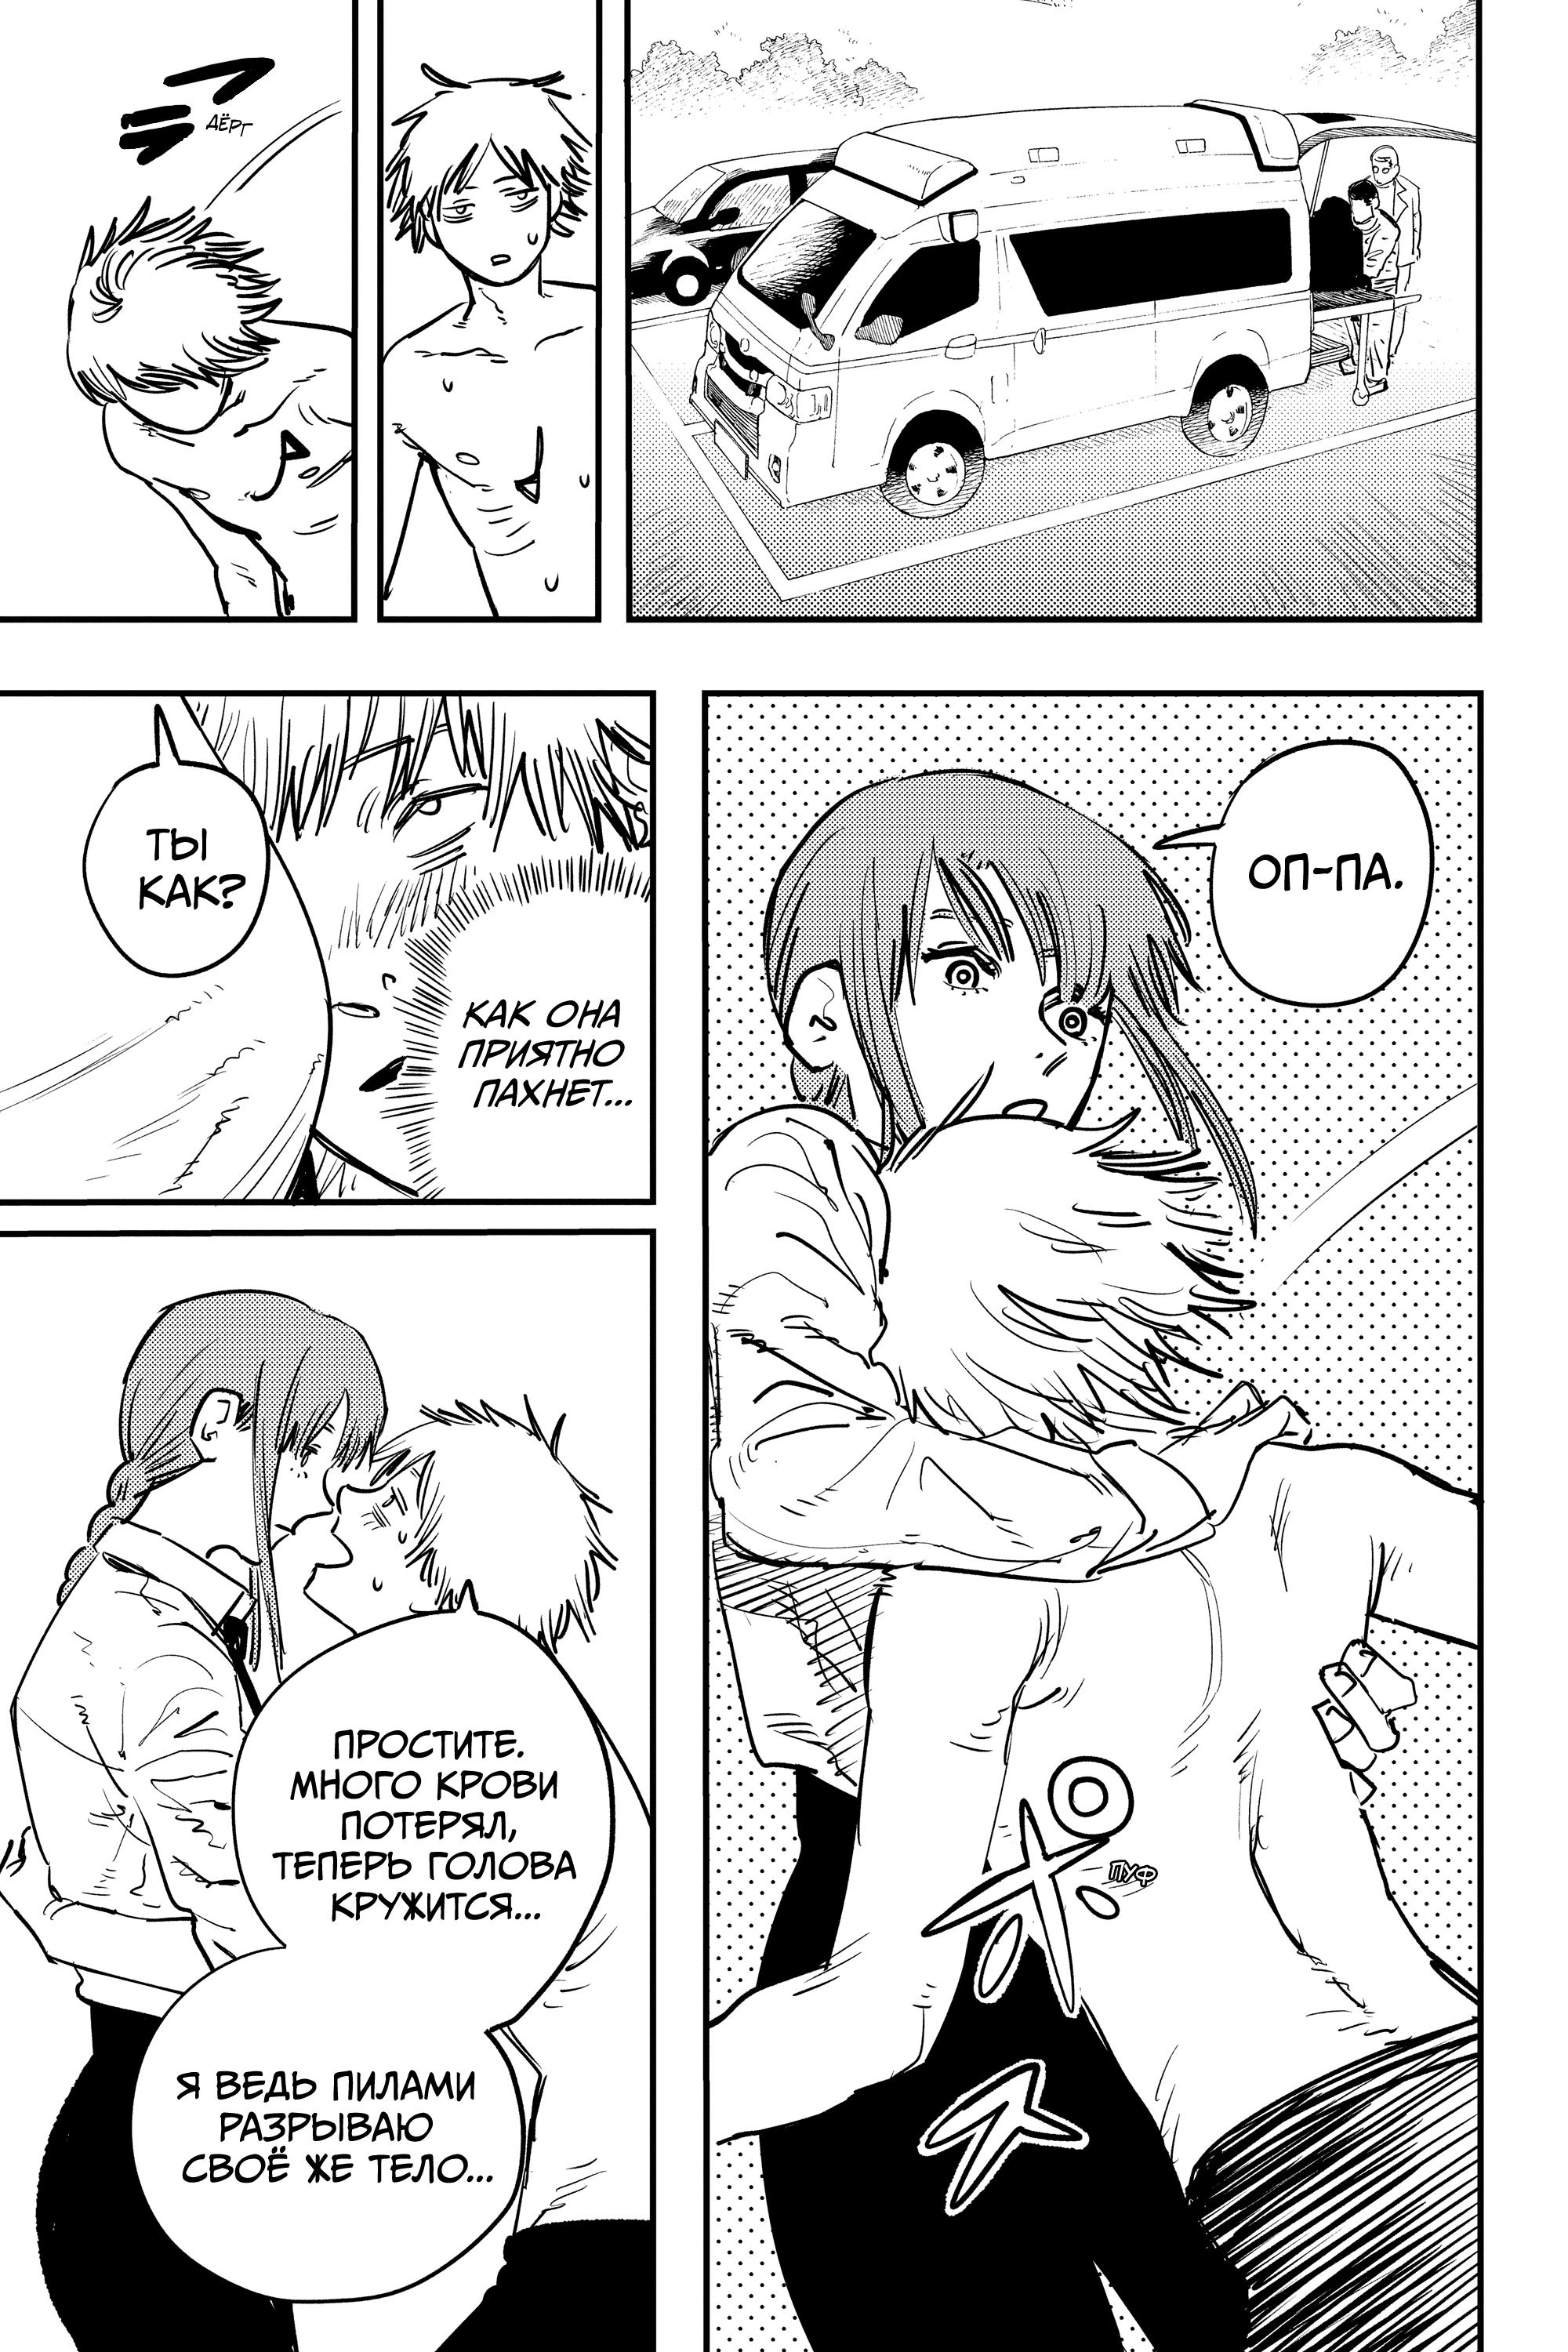 ДЁРГ
ОП-ПА.
ПУФ
ТЫ
КАК?
КАК ОНА
ПРИЯТНО
ПАХНЕТ...
ПРОСТИТЕ.
МНОГО КРОВИ
ПОТЕРЯЛ,
ТЕПЕРЬ ГОЛОВА
КРУЖИТСЯ...
Я ВЕДЬ ПИЛАМИ
РАЗРЫВАЮ
СВОЁ ЖЕ ТЕЛО...